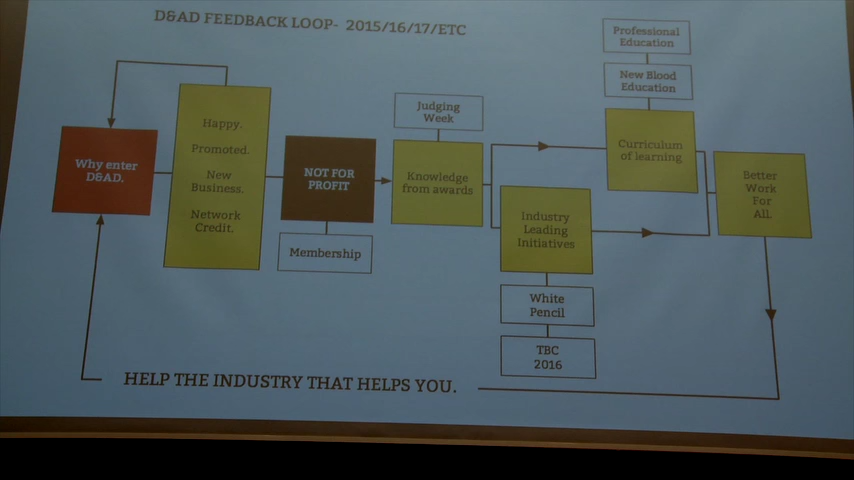 D&AD FEEDBACK LOOP- 2015/16/17/ETC
Why enter
D&AD.
Happy.
Promoted.
New
Business.
Network
Credit.
NOT FOR
PROFIT
Membership
Judging
Week
Knowledge
from awards
Professional
Education
New Blood
Education
Curriculum
of learning
Industry
Leading
Initiatives
White
Pencil
TBC
2016
Better
Work
For
All.
HELP THE INDUSTRY THAT HELPS YOU.